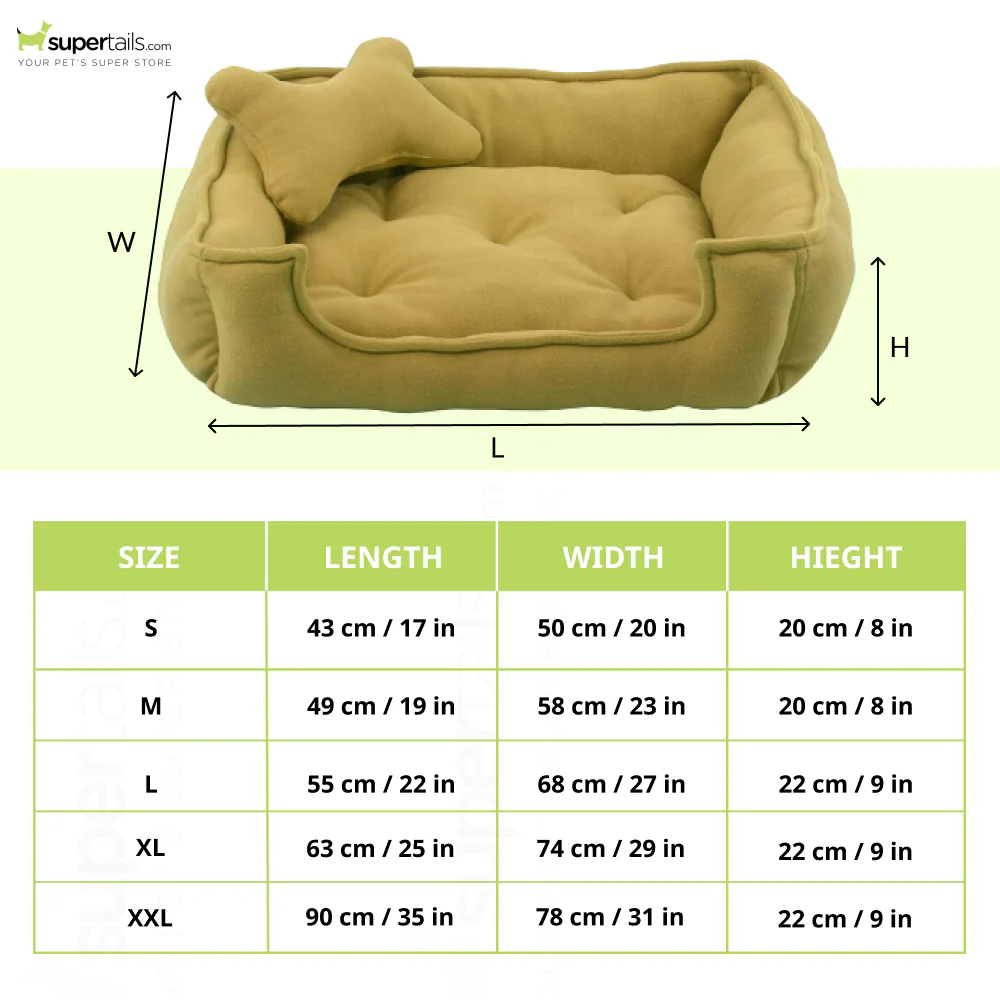 supertails.com
YOUR PET'S SUPER STORE
W
H
L
SIZE LENGTH WIDTH HIEGHT
S 43 cm / 17 in 50 cm / 20 in 20 cm / 8 in
M 49 cm / 19 in 58 cm / 23 in 20 cm / 8 in
L 55 cm / 22 in 68 cm / 27 in 22 cm / 9 in
XL 63 cm / 25 in 74 cm / 29 in 22 cm / 9 in
XXL 90 cm / 35 in 78 cm / 31 in 22 cm / 9 in